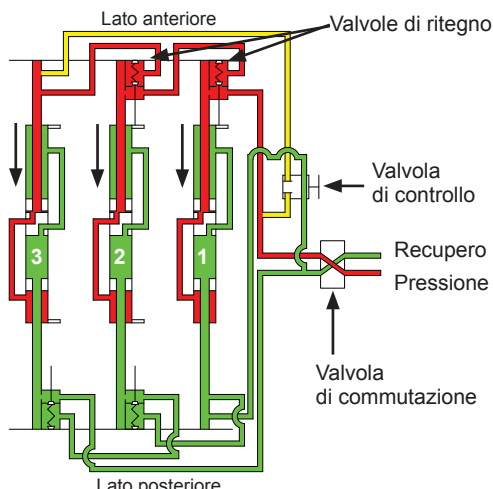 Lato anteriore
Valvole di ritegno
Valvola
di controllo
3
2
1
Recupero
Pressione
Valvola
di commutazione
Lato posteriore